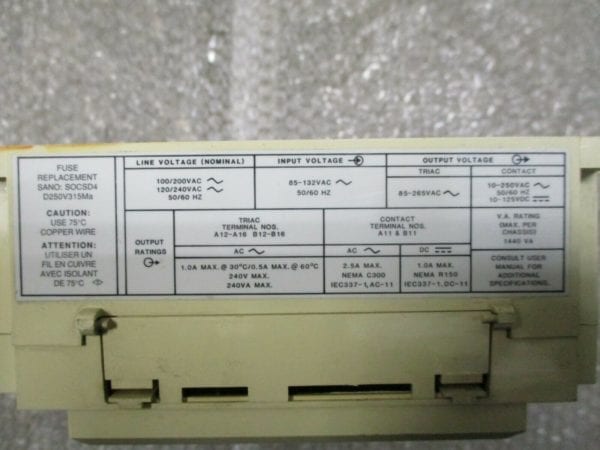 FUSE
REPLACEMENT
SANO: SOCSD4
D250V315Ma
CAUTION:
USE 75°C
COPPER WIRE
ATTENTION:
UTILISER UN
FIL EN CUIVRE
AVEC ISOLANT
DE 75°C
LINE VOLTAGE (NOMINAL)
100/200VAC
120/240VAC
50/60 HZ
INPUT VOLTAGE
85-132VAC
50/60 HZ
OUTPUT VOLTAGE
TRIAC
85-265VAC
CONTACT
10-250VAC
50/60 HZ
10-125VDC
OUTPUT
RATINGS
TRIAC
TERMINAL NOS.
A12-A16 B12-B16
AC
1.0A MAX. @ 30°C/0.5A MAX. @ 60°C
240V MAX.
240VA MAX.
CONTACT
TERMINAL NOS.
A11 & B11
AC
2.5A MAX.
NEMA C300
IEC337-1, AC-11
DC
1.0A MAX.
NEMA R150
IEC337-1, DC-11
V.A. RATING
(MAX. PER
CHASSIS)
1440 VA
CONSULT USER
MANUAL FOR
ADDITIONAL
SPECIFICATIONS.